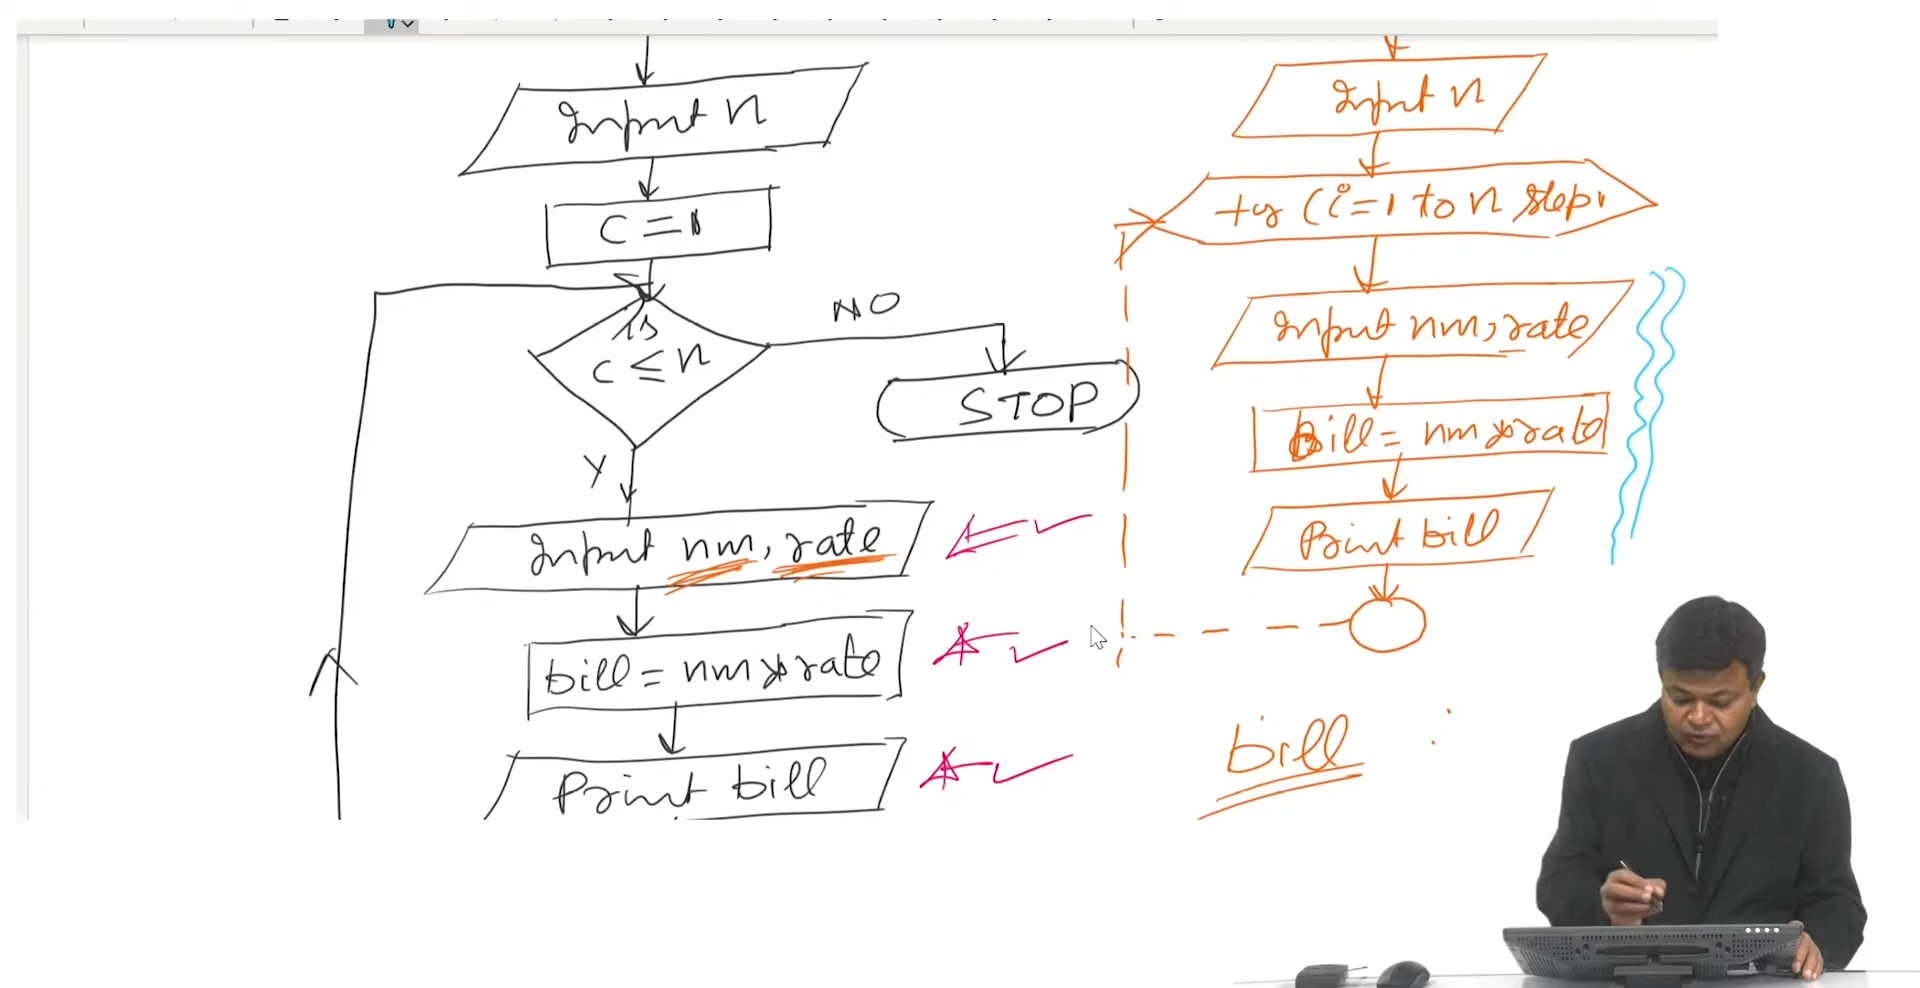 Input n
C = 1
is
C ≤ n
NO
STOP
Y
Input nm, rate
bill = nm * rate
Print bill
Input n
for (i = 1 to n step 1
Input nm, rate
bill = nm * rate
Print bill
bill :